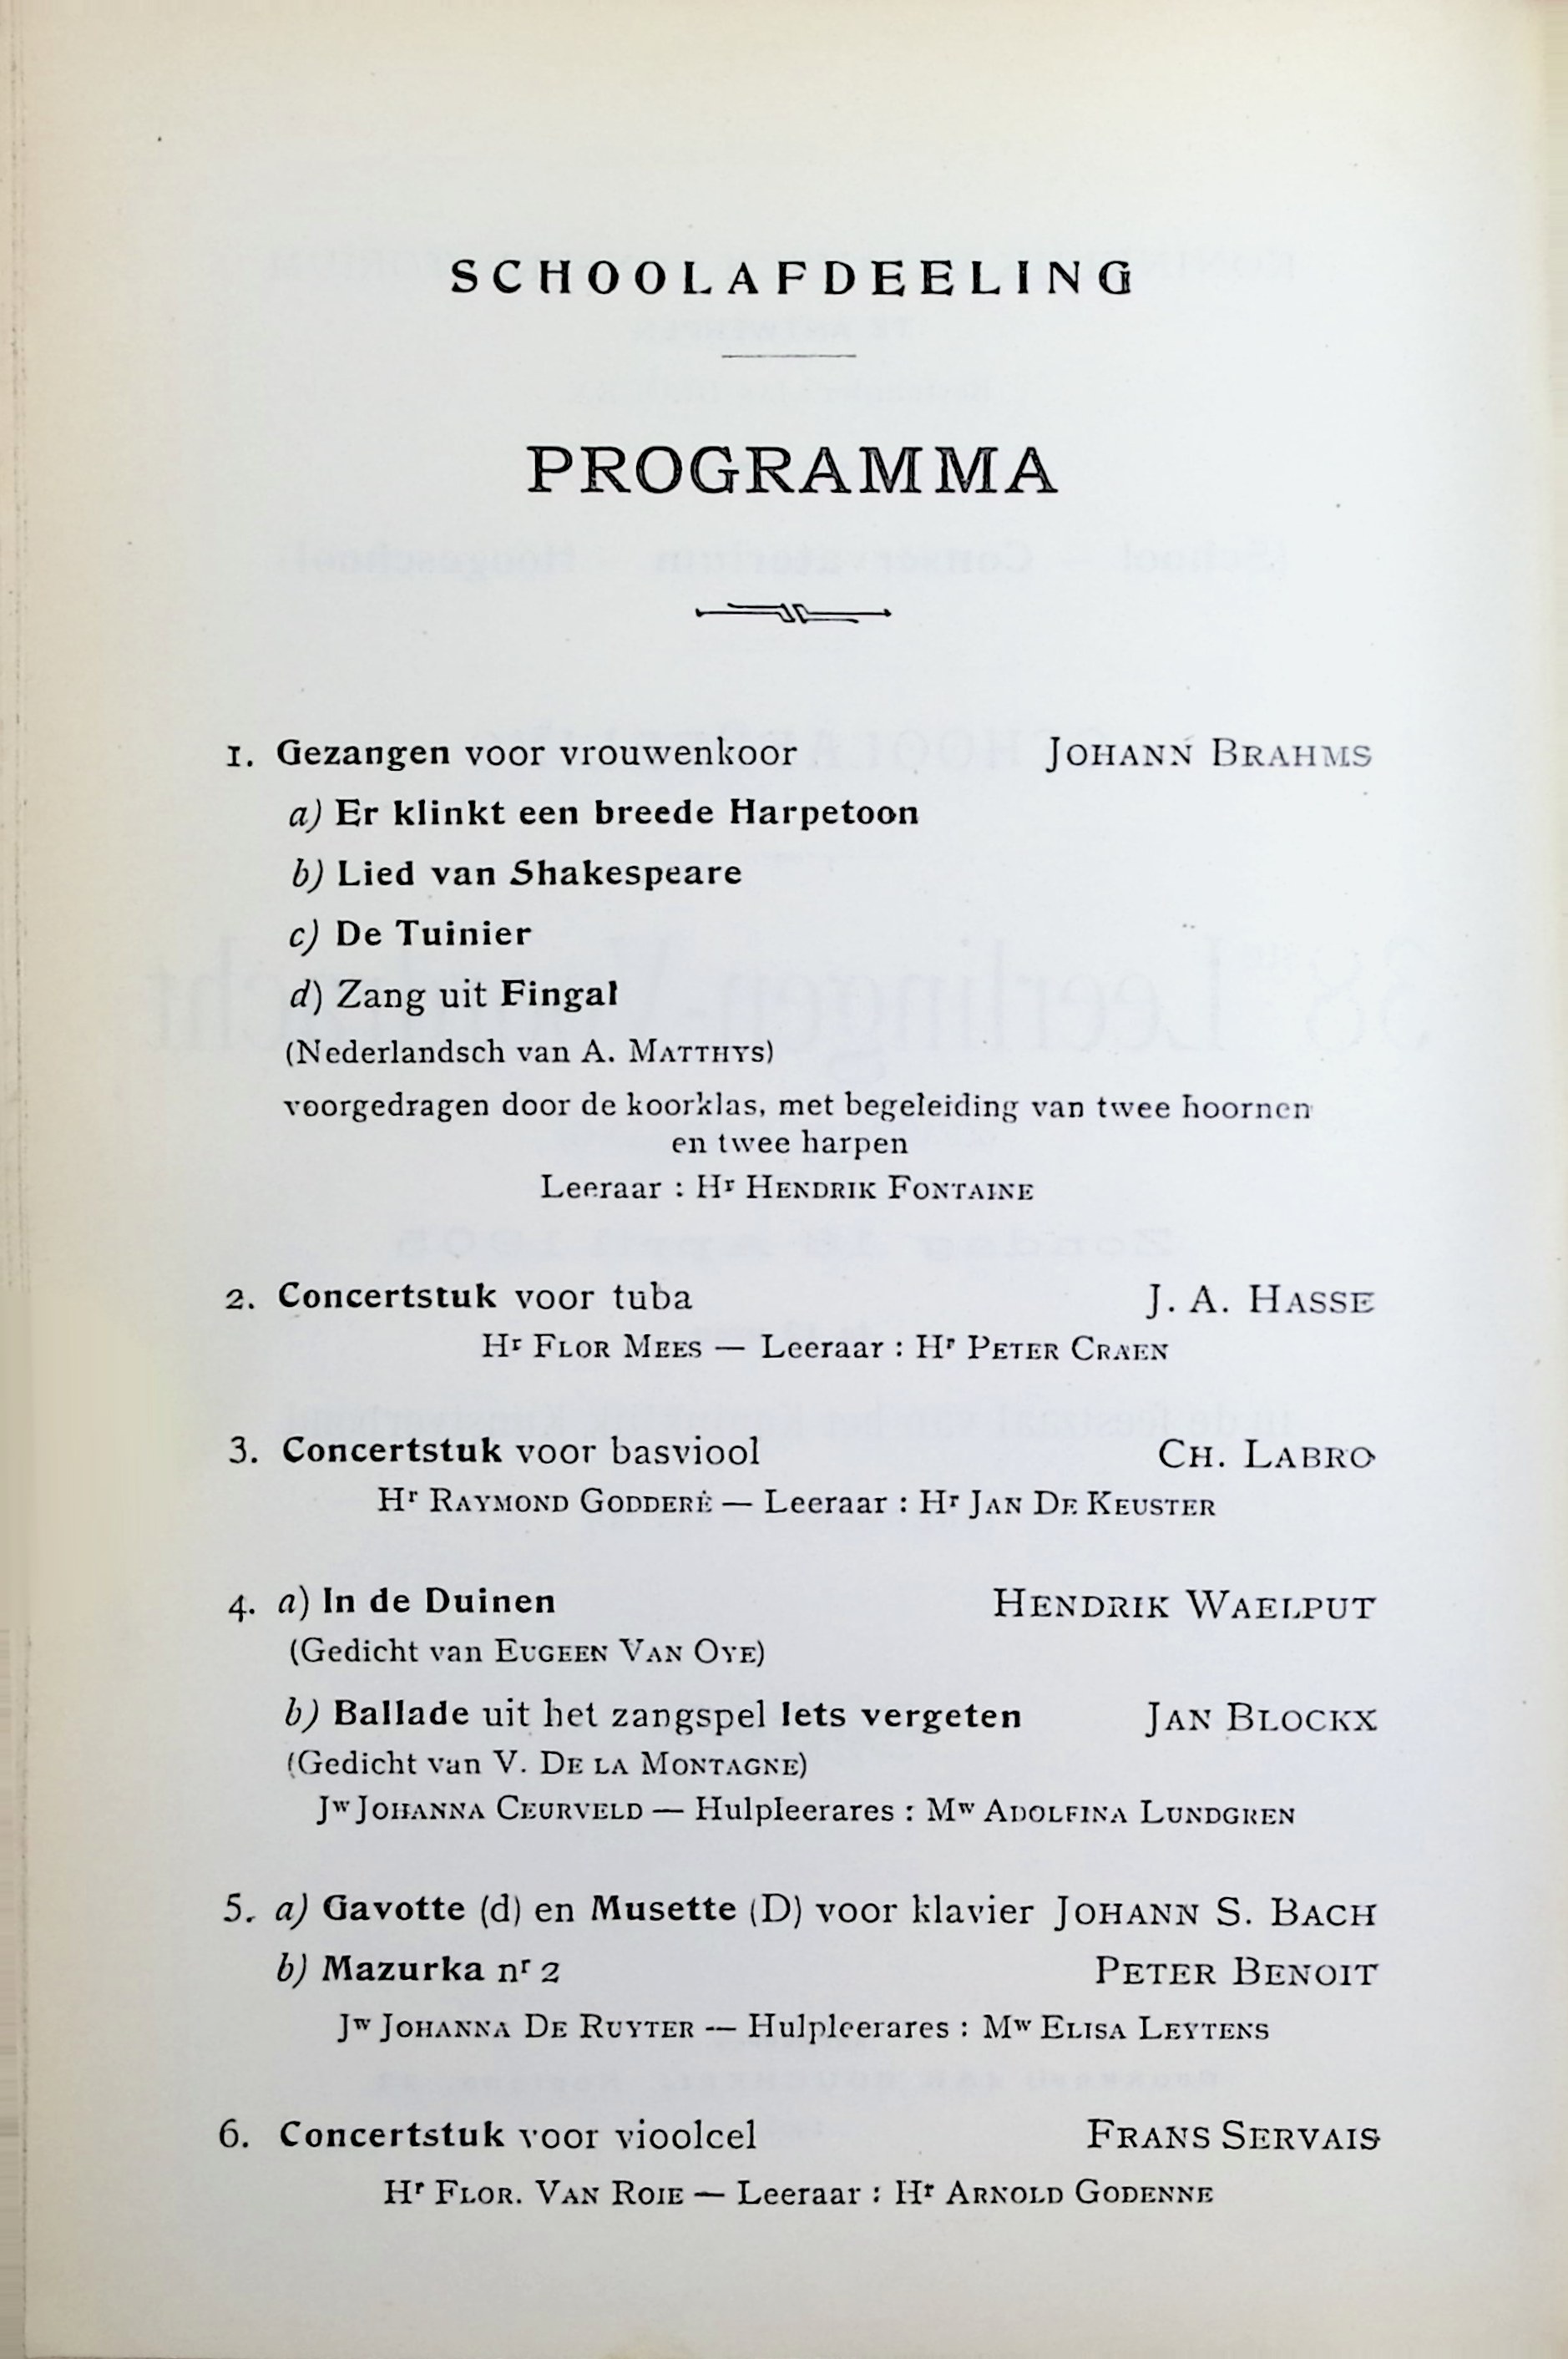 SCHOOLAFDEELING
PROGRAMMA
1. Gezangen voor vrouwenkoor JOHANN BRAHMS
a) Er klinkt een breede Harpetoon
b) Lied van Shakespeare
c) De Tuinier
d) Zang uit Fingal
(Nederlandsch van A. MATTHYS)
voorgedragen door de koorklas, met begeleiding van twee hoornen
en twee harpen
Leeraar : Hr HENDRIK FONTAINE
2. Concertstuk voor tuba J. A. HASSE
Hr FLOR MEES — Leeraar : Hr PETER CRAEN
3. Concertstuk voor basviool CH. LABRO
Hr RAYMOND GODDERÉ — Leeraar : Hr JAN DE KEUSTER
4. a) In de Duinen HENDRIK WAELPUT
(Gedicht van EUGEEN VAN OYE)
b) Ballade uit het zangspel Iets vergeten JAN BLOCKX
(Gedicht van V. DE LA MONTAGNE)
Jw JOHANNA CEURVELD — Hulpleerares : Mw ADOLFINA LUNDGREN
5. a) Gavotte (d) en Musette (D) voor klavier JOHANN S. BACH
b) Mazurka nr 2 PETER BENOIT
Jw JOHANNA DE RUYTER — Hulpleerares : Mw ELISA LEYTENS
6. Concertstuk voor vioolcel FRANS SERVAIS
Hr FLOR. VAN ROIE — Leeraar : Hr ARNOLD GODENNE